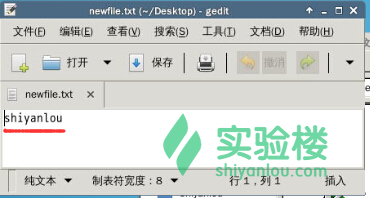 newfile.txt (~/Desktop) - gedit
文件(F) 编辑(E) 查看(V) 搜索(S) 工具(T) 文档(D) 帮助(H)
打开 保存 撤消
newfile.txt
shiyanlou
实验楼
shiyanlou.com
纯文本 制表符宽度:8 行 1,列 1 插入